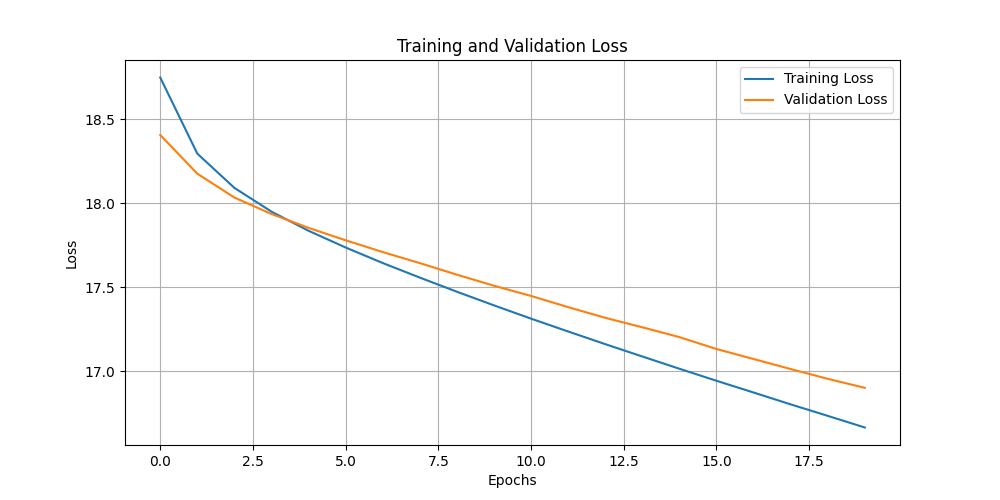 Training and Validation Loss
Training Loss
Validation Loss
18.5
18.0
17.5
17.0
Loss
0.0 2.5 5.0 7.5 10.0 12.5 15.0 17.5
Epochs